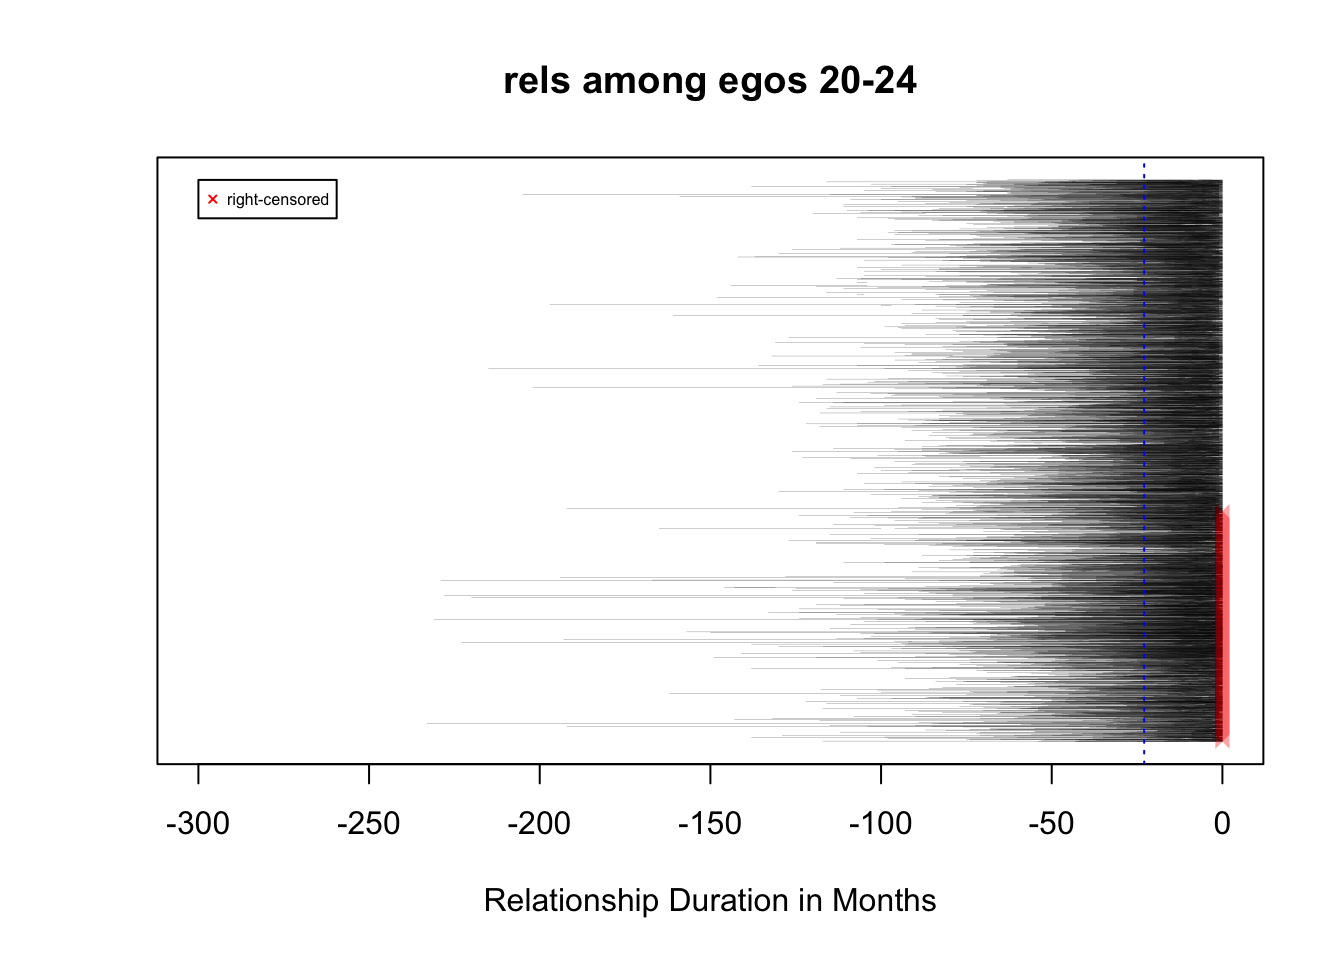 rels among egos 20-24
right-censored
-300 -250 -200 -150 -100 -50 0
Relationship Duration in Months